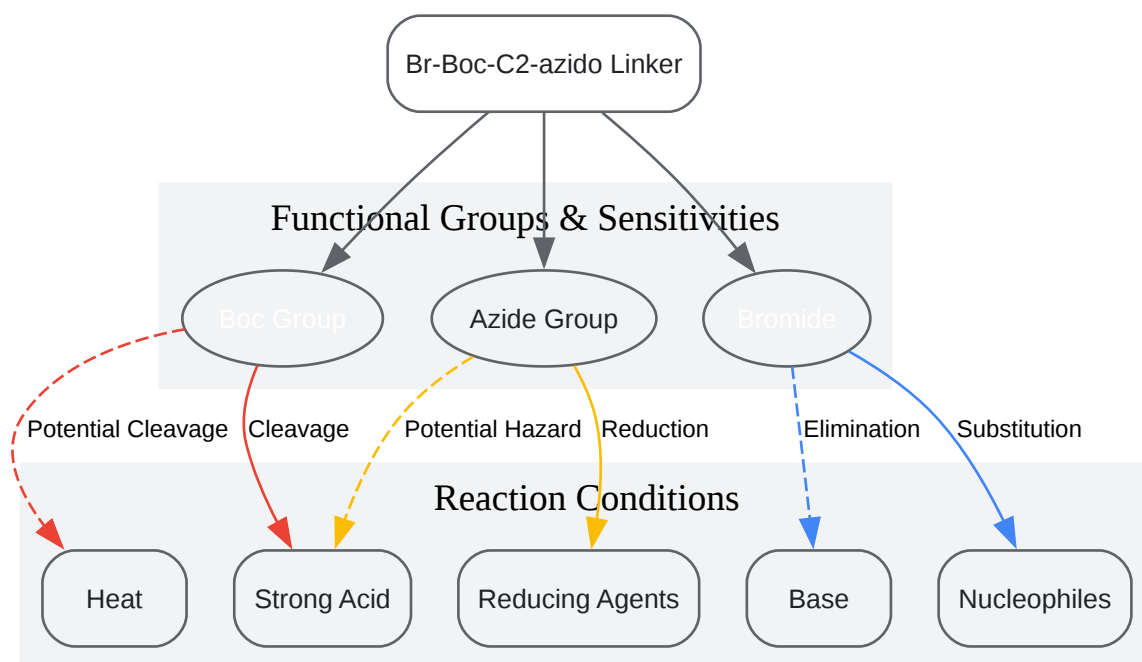 Br-Boc-C2-azido Linker
Functional Groups & Sensitivities
Boc Group
Azide Group
Bromide
Potential Cleavage
Cleavage
Potential Hazard
Reduction
Elimination
Substitution
Reaction Conditions
Heat
Strong Acid
Reducing Agents
Base
Nucleophiles